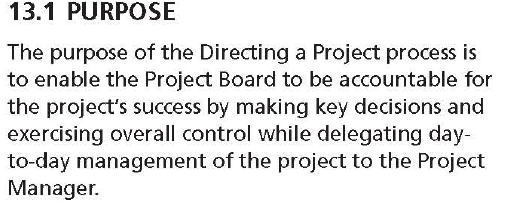 13.1 PURPOSE
The purpose of the Directing a Project process is
to enable the Project Board to be accountable for
the project's success by making key decisions and
exercising overall control while delegating day-
to-day management of the project to the Project
Manager.